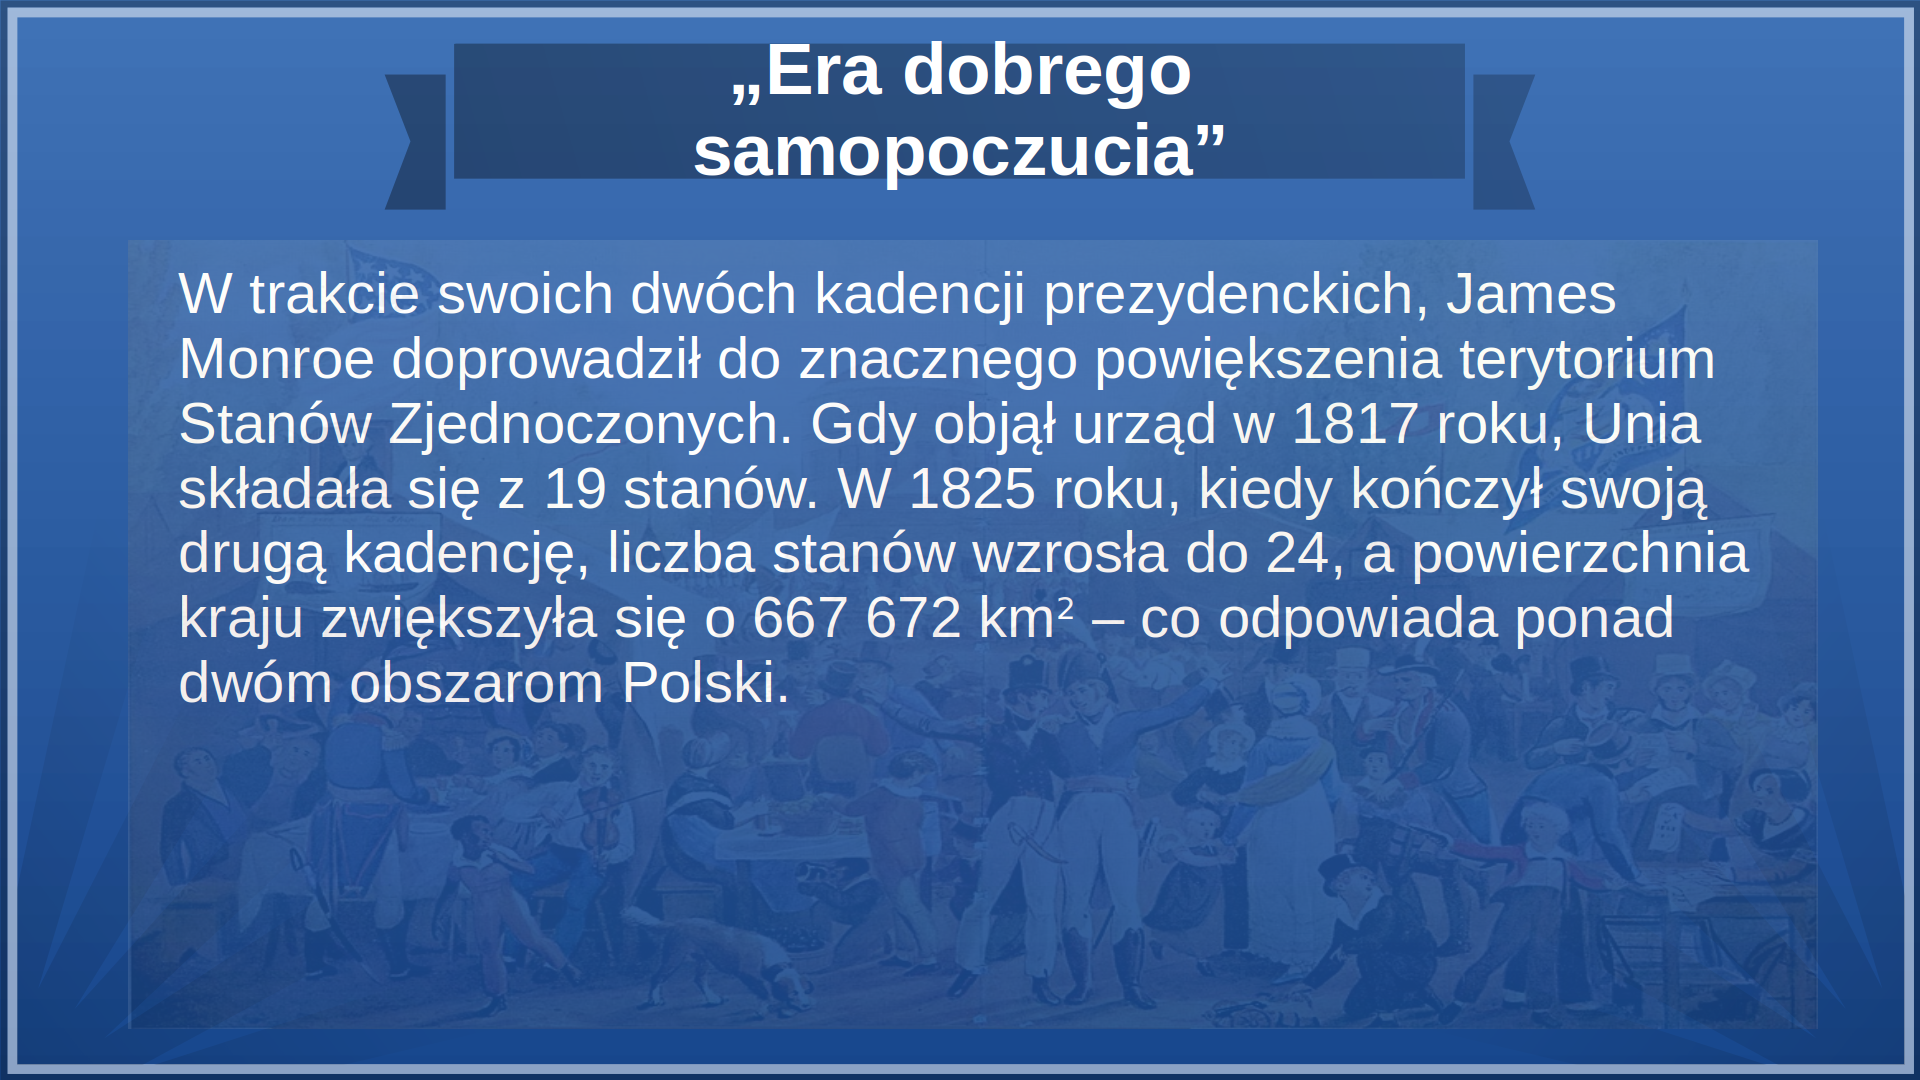 „Era dobrego
samopoczucia”
W trakcie swoich dwóch kadencji prezydenckich, James
Monroe doprowadził do znacznego powiększenia terytorium
Stanów Zjednoczonych. Gdy objął urząd w 1817 roku, Unia
składała się z 19 stanów. W 1825 roku, kiedy kończył swoją
drugą kadencję, liczba stanów wzrosła do 24, a powierzchnia
kraju zwiększyła się o 667 672 km² – co odpowiada ponad
dwóm obszarom Polski.